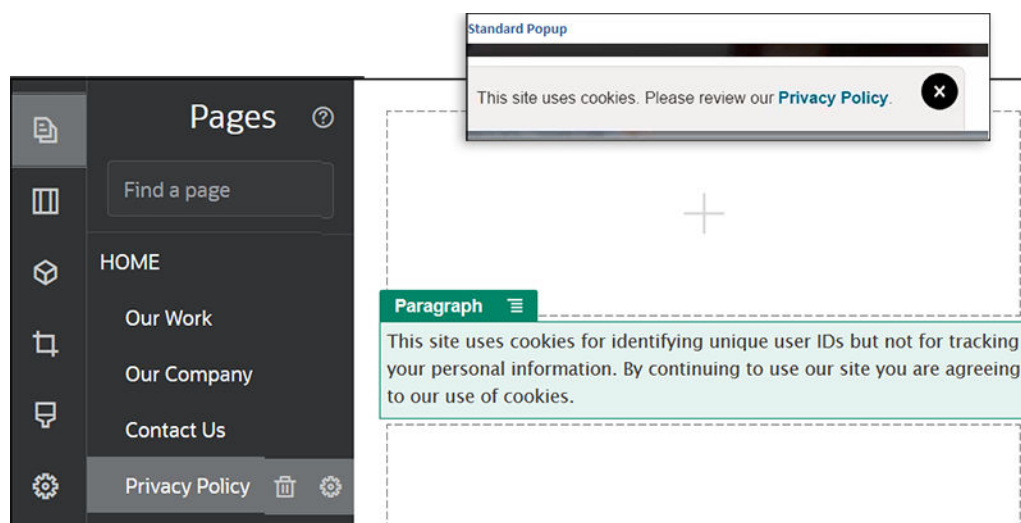 Standard Popup
This site uses cookies. Please review our Privacy Policy.
Pages
Find a page
HOME
Our Work
Our Company
Contact Us
Privacy Policy
Paragraph
This site uses cookies for identifying unique user IDs but not for tracking
your personal information. By continuing to use our site you are agreeing
to our use of cookies.